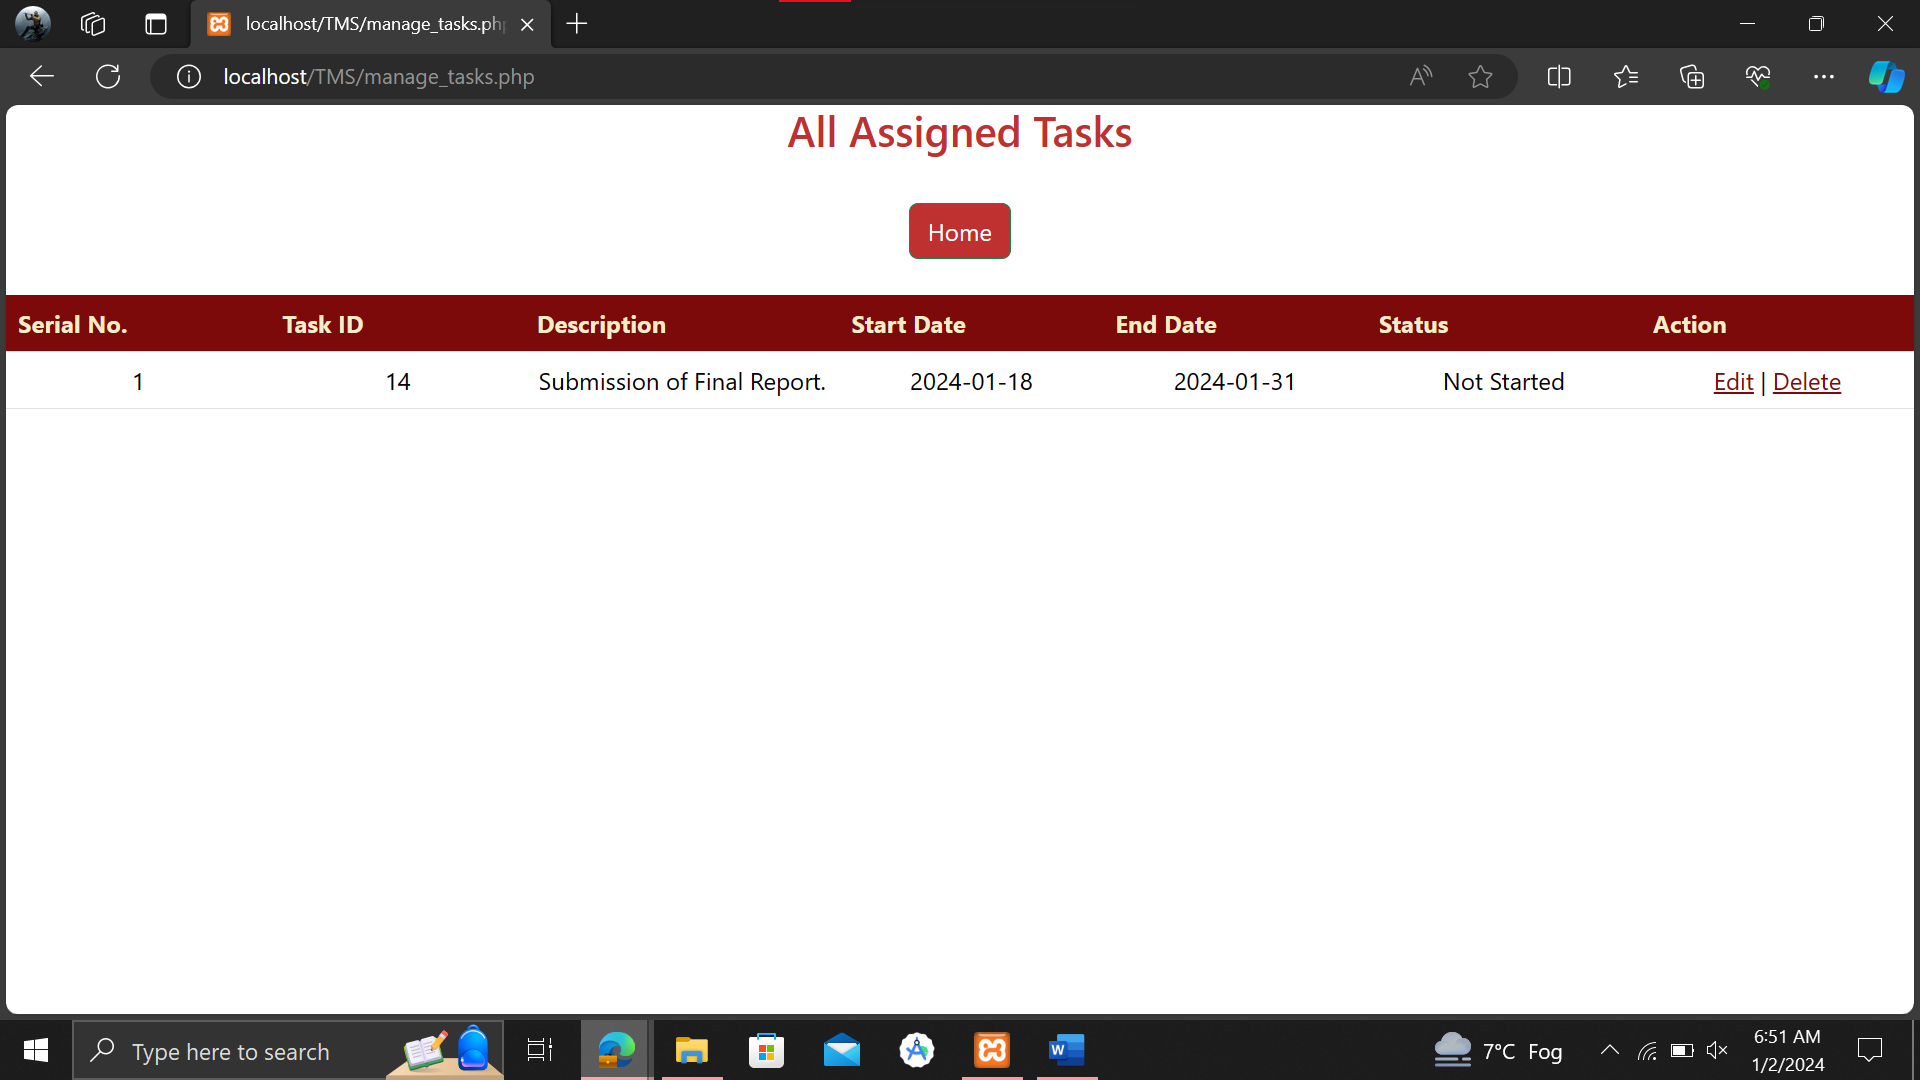 localhost/TMS/manage_tasks.ph
localhost/TMS/manage_tasks.php
All Assigned Tasks
Home
Serial No. Task ID Description Start Date End Date Status Action
1 14 Submission of Final Report. 2024-01-18 2024-01-31 Not Started Edit | Delete
Type here to search 7°C Fog 6:51 AM
1/2/2024